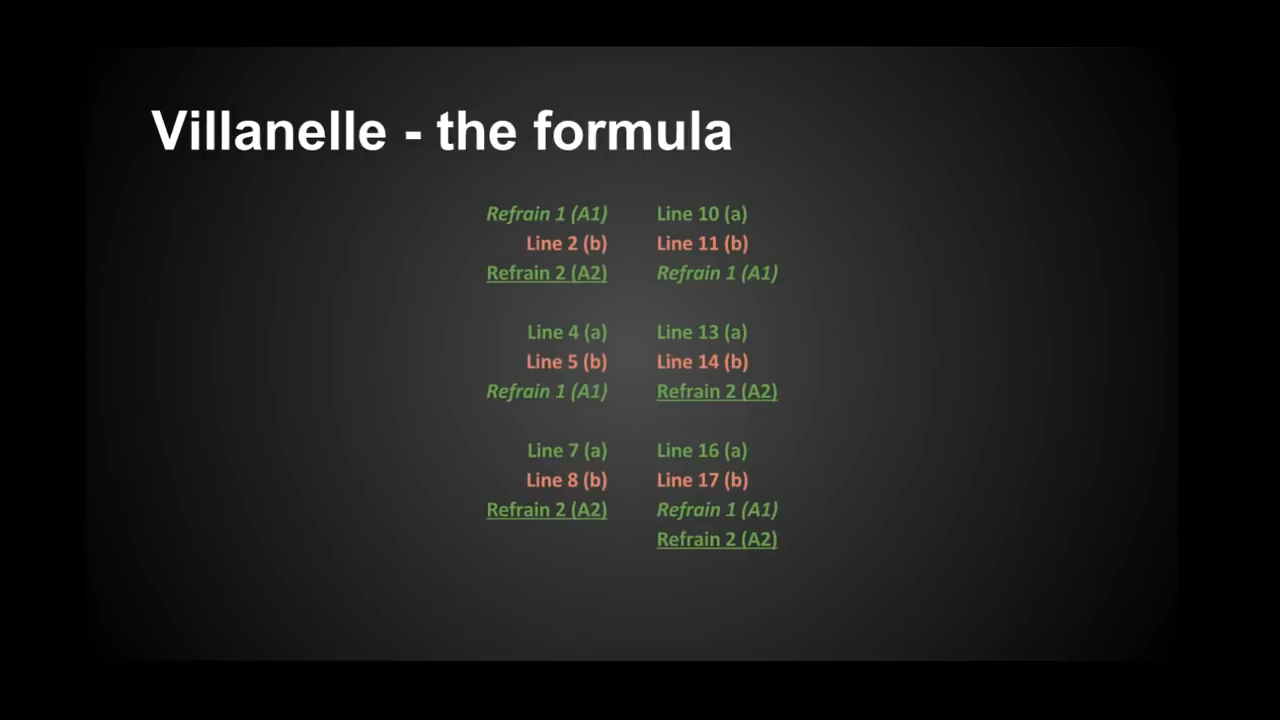 Villanelle - the formula
Refrain 1 (A1)
Line 2 (b)
Refrain 2 (A2)
Line 4 (a)
Line 5 (b)
Refrain 1 (A1)
Line 7 (a)
Line 8 (b)
Refrain 2 (A2)
Line 10 (a)
Line 11 (b)
Refrain 1 (A1)
Line 13 (a)
Line 14 (b)
Refrain 2 (A2)
Line 16 (a)
Line 17 (b)
Refrain 1 (A1)
Refrain 2 (A2)